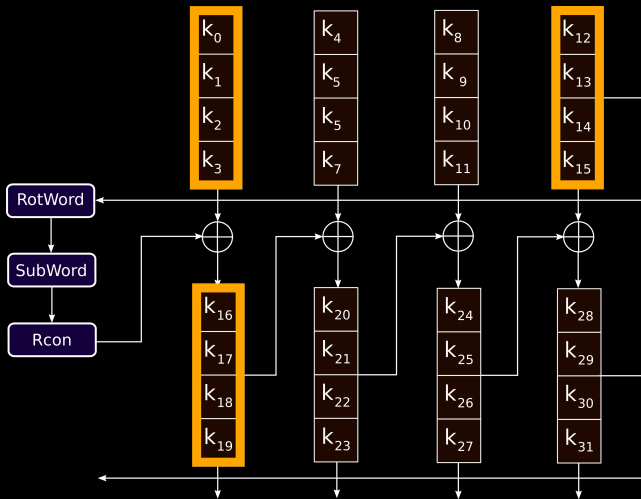 k0 k4 k8 k12
k1 k5 k9 k13
k2 k5 k10 k14
k3 k7 k11 k15
RotWord
SubWord
Rcon
k16 k20 k24 k28
k17 k21 k25 k29
k18 k22 k26 k30
k19 k23 k27 k31